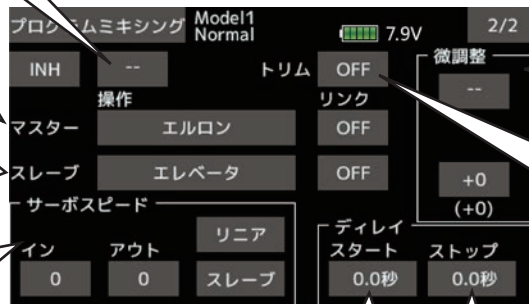 プログラムミキシング Model1 Normal 7.9V 2/2
INH -- トリム OFF 微調整
--
操作 リンク
マスター エルロン OFF
スレーブ エレベータ OFF +0
(+0)
サーボスピード
イン アウト リニア
0 0 スレーブ
ディレイ
スタート ストップ
0.0秒 0.0秒